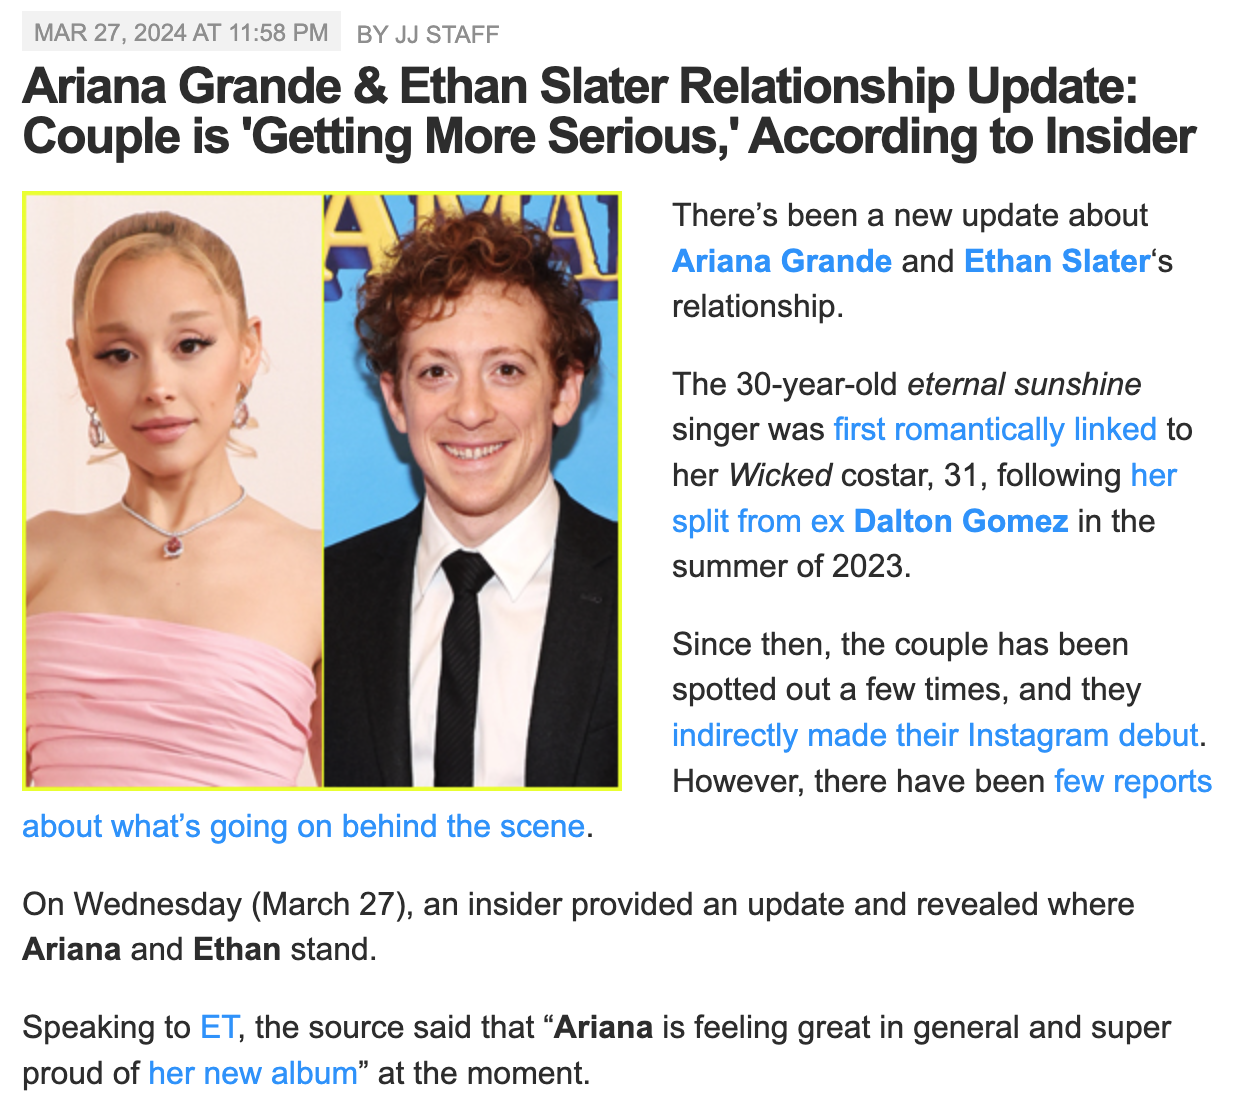 MAR 27, 2024 AT 11:58 PM BY JJ STAFF
Ariana Grande & Ethan Slater Relationship Update:
Couple is 'Getting More Serious,' According to Insider
There’s been a new update about
Ariana Grande and Ethan Slater‘s
relationship.
The 30-year-old eternal sunshine
singer was first romantically linked to
her Wicked costar, 31, following her
split from ex Dalton Gomez in the
summer of 2023.
Since then, the couple has been
spotted out a few times, and they
indirectly made their Instagram debut.
However, there have been few reports
about what’s going on behind the scene.
On Wednesday (March 27), an insider provided an update and revealed where
Ariana and Ethan stand.
Speaking to ET, the source said that “Ariana is feeling great in general and super
proud of her new album” at the moment.